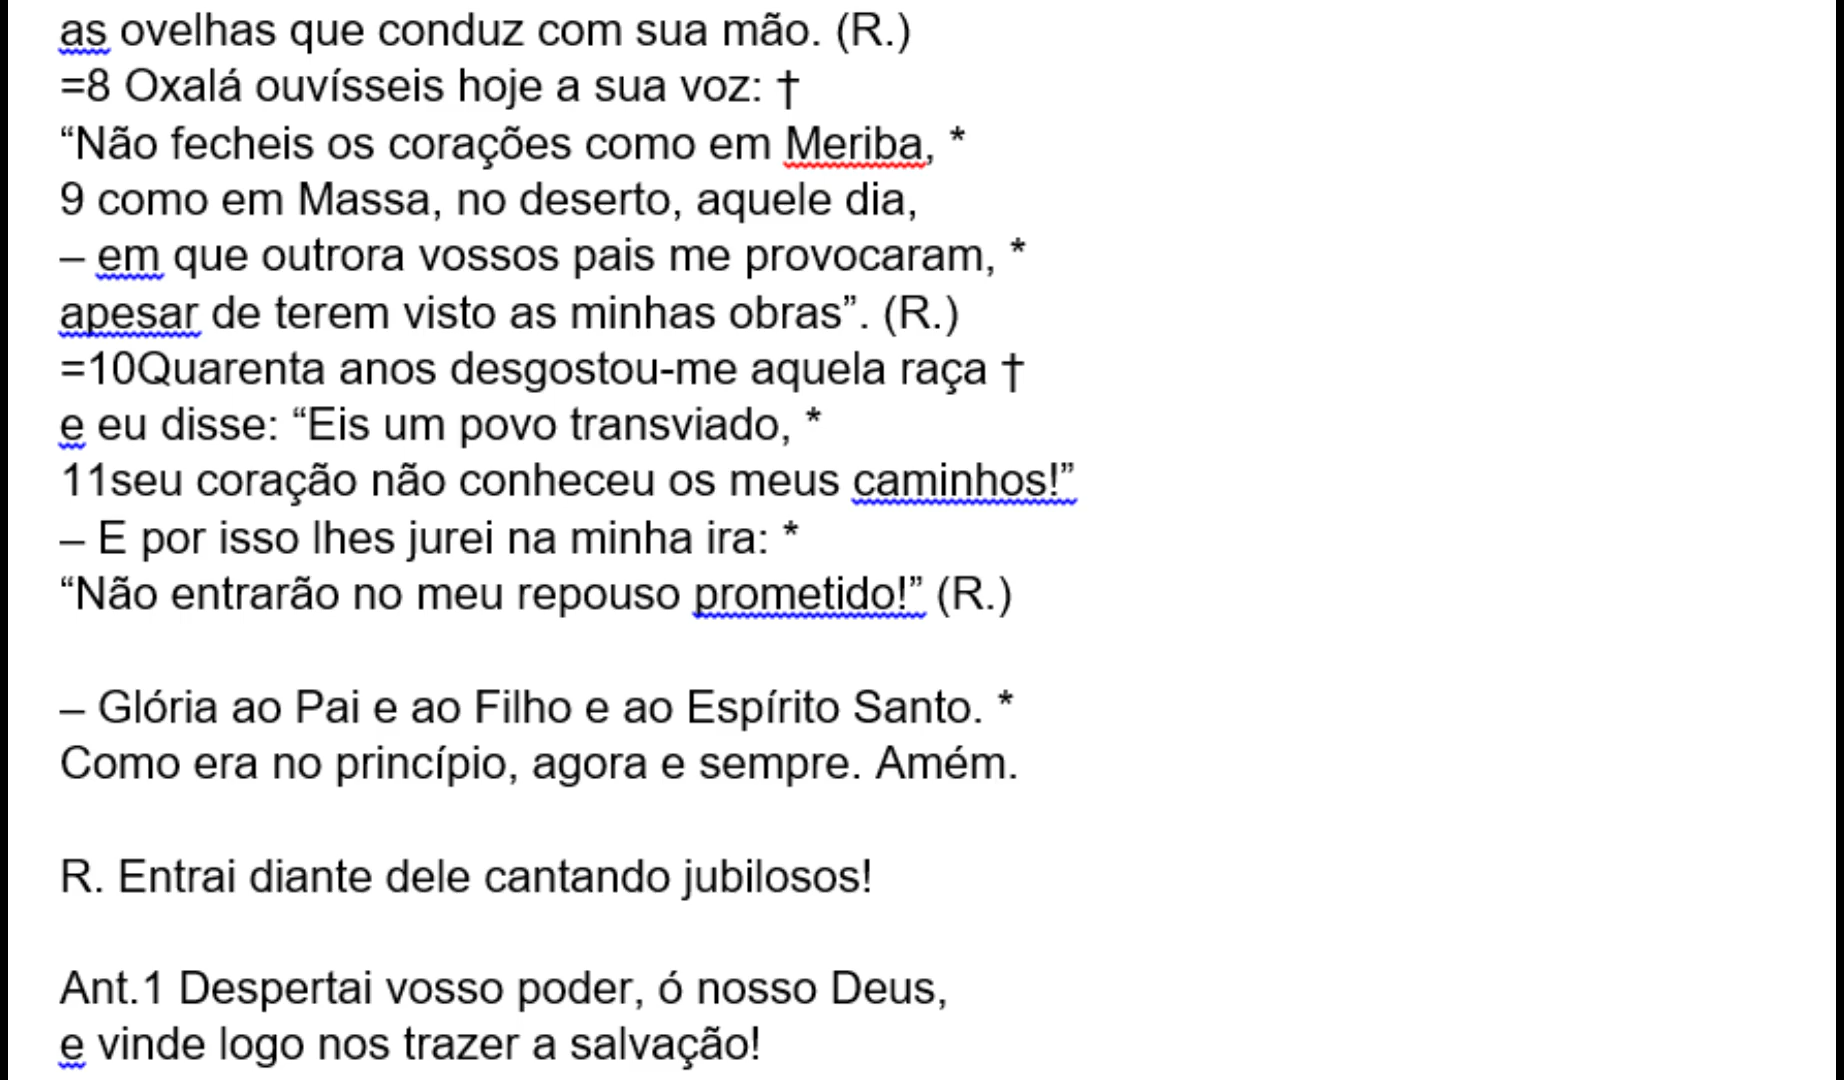 as ovelhas que conduz com sua mão. (R.)
=8 Oxalá ouvísseis hoje a sua voz: †
“Não fecheis os corações como em Meriba, *
9 como em Massa, no deserto, aquele dia,
– em que outrora vossos pais me provocaram, *
apesar de terem visto as minhas obras”. (R.)
=10Quarenta anos desgostou-me aquela raça †
e eu disse: “Eis um povo transviado, *
11seu coração não conheceu os meus caminhos!”
– E por isso lhes jurei na minha ira: *
“Não entrarão no meu repouso prometido!” (R.)
– Glória ao Pai e ao Filho e ao Espírito Santo. *
Como era no princípio, agora e sempre. Amém.
R. Entrai diante dele cantando jubilosos!
Ant.1 Despertai vosso poder, ó nosso Deus,
e vinde logo nos trazer a salvação!